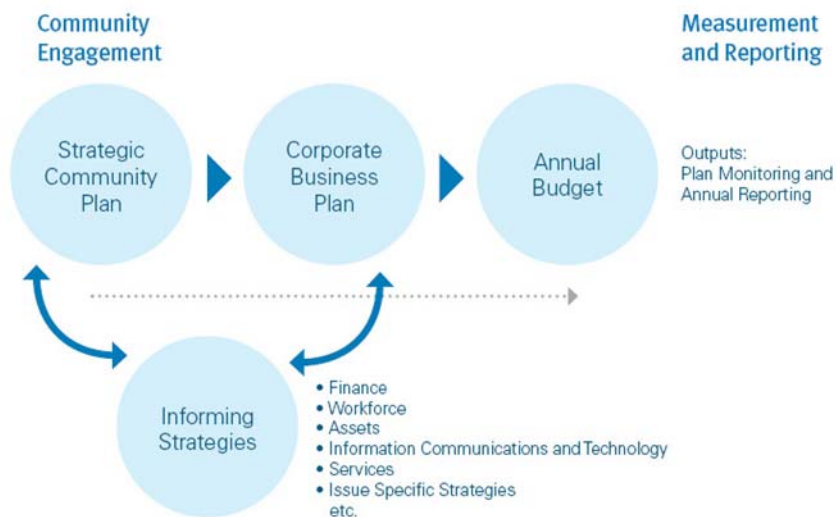 Community
Engagement
Measurement
and Reporting
Strategic
Community
Plan
Corporate
Business
Plan
Annual
Budget
Outputs:
Plan Monitoring and
Annual Reporting
Informing
Strategies
• Finance
• Workforce
• Assets
• Information Communications and Technology
• Services
• Issue Specific Strategies
etc.